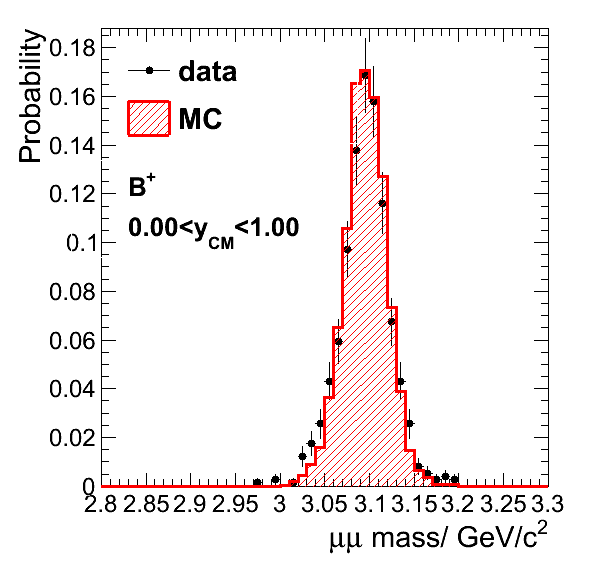 Probability
0.18
0.16
0.14
0.12
0.1
0.08
0.06
0.04
0.02
0
data
MC
B⁺
0.00<y_CM<1.00
2.8 2.85 2.9 2.95 3 3.05 3.1 3.15 3.2 3.25 3.3
μμ mass/ GeV/c²